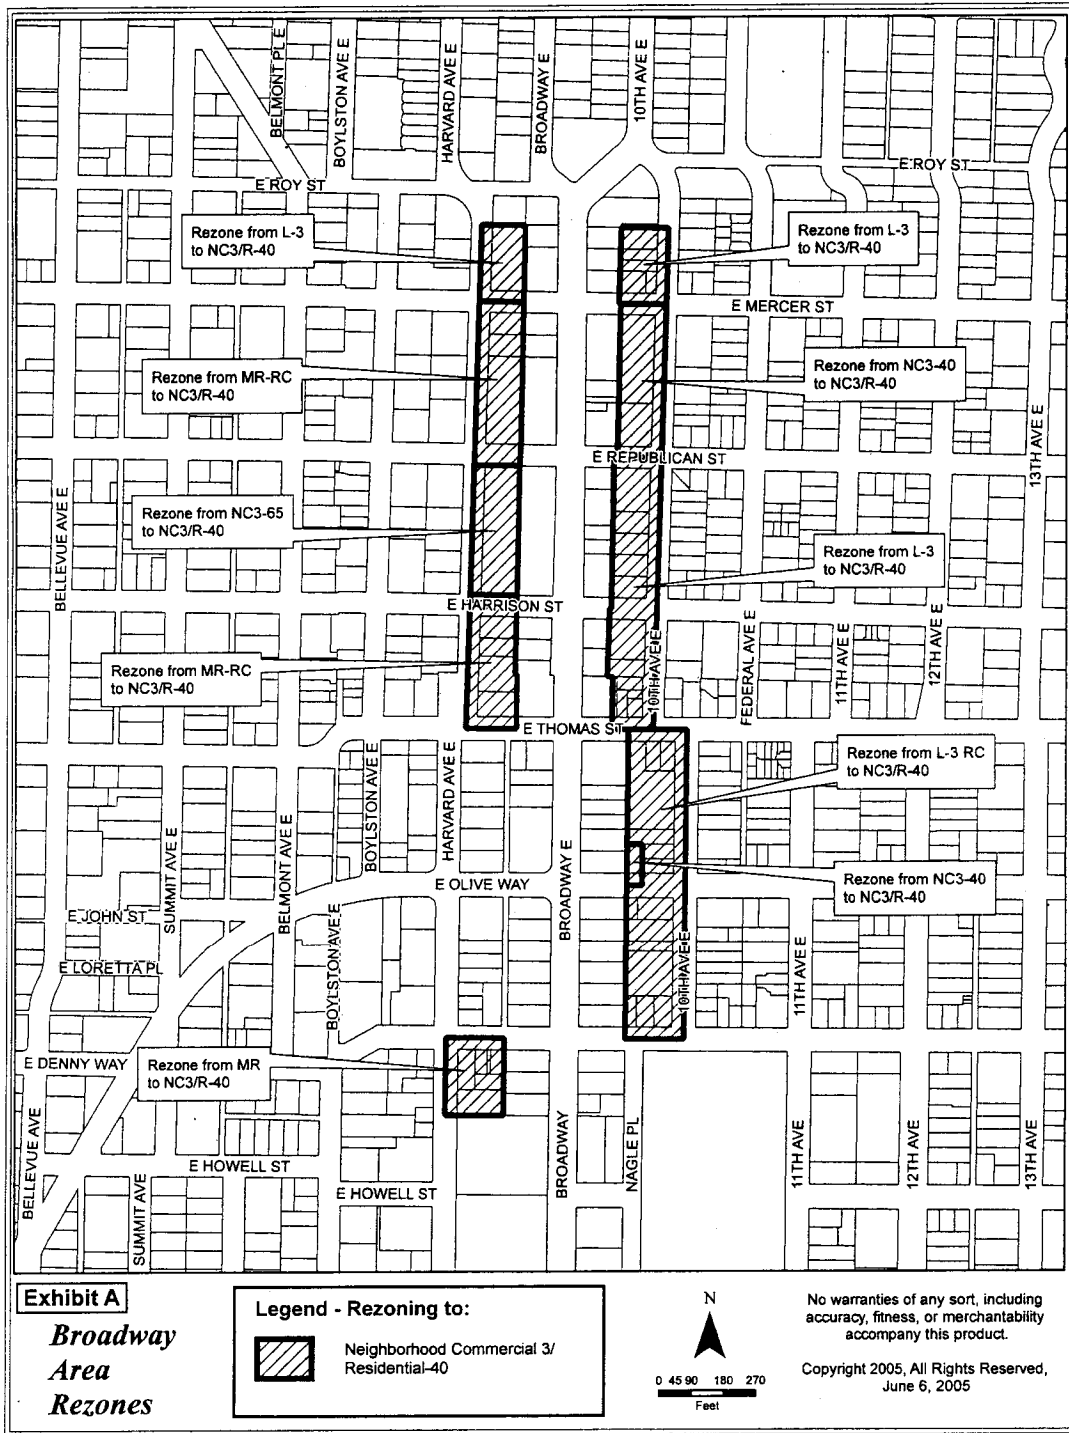 BELMONT PL E
BOYLSTON AVE E
HARVARD AVE E
BROADWAY E
10TH AVE E
E ROY ST
E ROY ST
Rezone from L-3
to NC3/R-40
Rezone from L-3
to NC3/R-40
E MERCER ST
Rezone from MR-RC
to NC3/R-40
Rezone from NC3-40
to NC3/R-40
13TH AVE E
E REPUBLICAN ST
BELLEVUE AVE E
Rezone from NC3-65
to NC3/R-40
Rezone from L-3
to NC3/R-40
E HARRISON ST
Rezone from MR-RC
to NC3/R-40
10TH AVE E
FEDERAL AVE E
11TH AVE E
12TH AVE E
E THOMAS ST
Rezone from L-3 RC
to NC3/R-40
SUMMIT AVE E
BELMONT AVE E
BOYLSTON AVE E
HARVARD AVE E
BROADWAY E
E OLIVE WAY
Rezone from NC3-40
to NC3/R-40
E JOHN ST
E LORETTA PL
BOYLSTON AVE E
10TH AVE E
11TH AVE E
E DENNY WAY
Rezone from MR
to NC3/R-40
BELLEVUE AVE
SUMMIT AVE
E HOWELL ST
E HOWELL ST
BROADWAY
NAGLE PL
11TH AVE
12TH AVE
13TH AVE
Exhibit A
Broadway
Area
Rezones
Legend - Rezoning to:
Neighborhood Commercial 3/
Residential-40
N
0 45 90 180 270
Feet
No warranties of any sort, including
accuracy, fitness, or merchantability
accompany this product.
Copyright 2005, All Rights Reserved,
June 6, 2005